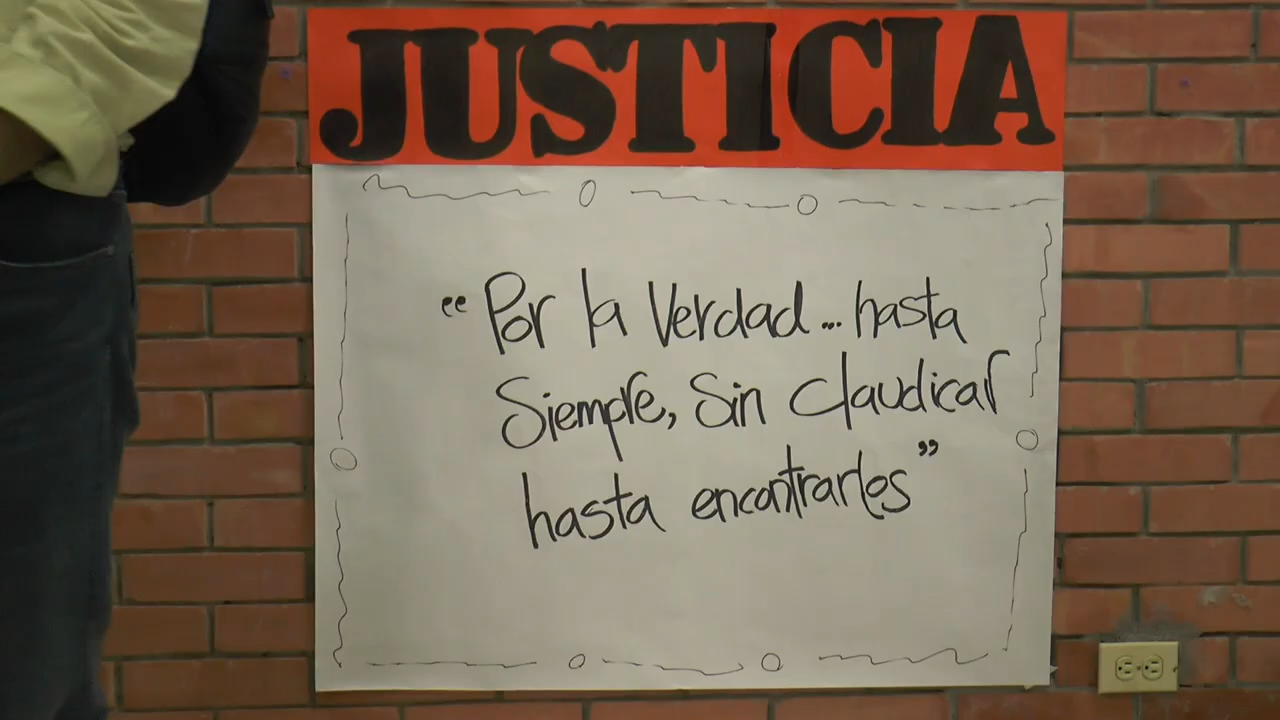 JUSTICIA
“Por la Verdad... hasta
Siempre, Sin Claudicar
hasta encontrarles”